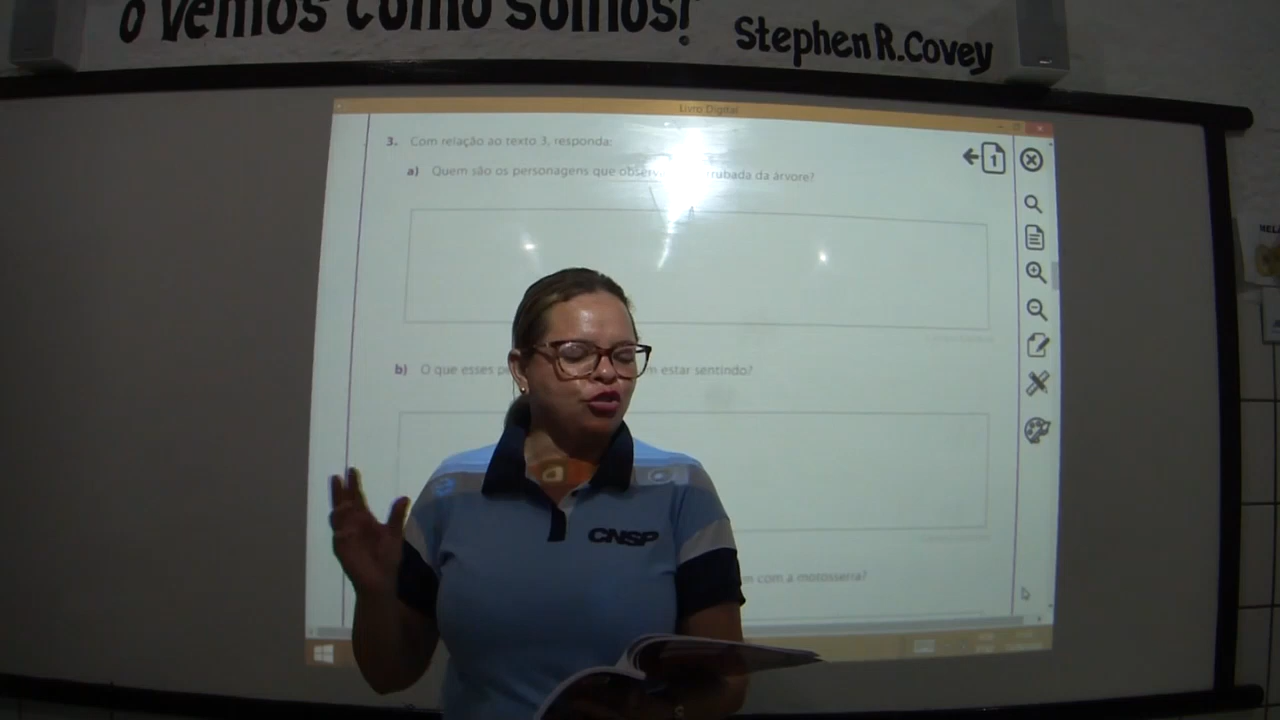 o vemos como somos!
Stephen R.Covey
Livro Digital
3. Com relação ao texto 3, responda:
a) Quem são os personagens que rubada da árvore?
1
b) O que esses estar sentindo?
CNSP
com a motosserra?